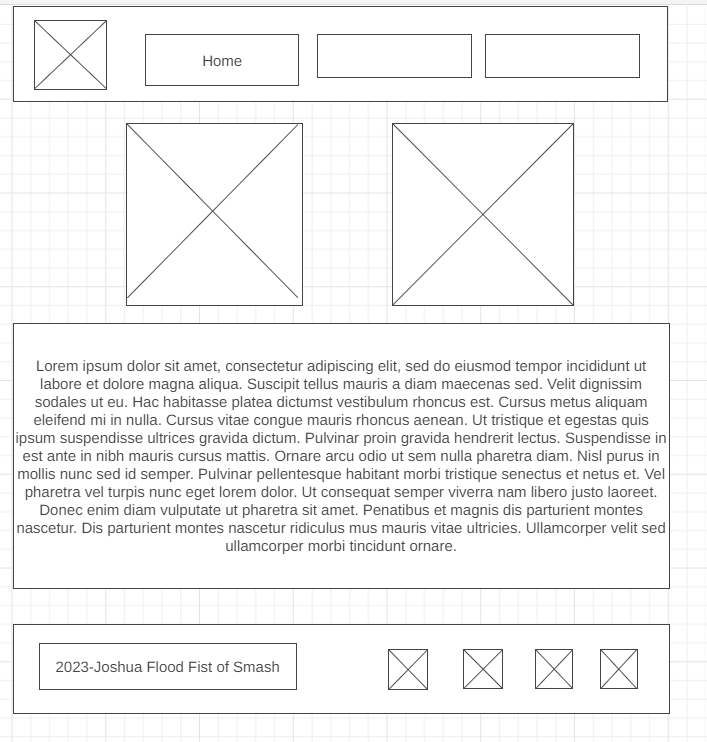 Home
Lorem ipsum dolor sit amet, consectetur adipiscing elit, sed do eiusmod tempor incididunt ut
labore et dolore magna aliqua. Suscipit tellus mauris a diam maecenas sed. Velit dignissim
sodales ut eu. Hac habitasse platea dictumst vestibulum rhoncus est. Cursus metus aliquam
eleifend mi in nulla. Cursus vitae congue mauris rhoncus aenean. Ut tristique et egestas quis
ipsum suspendisse ultrices gravida dictum. Pulvinar proin gravida hendrerit lectus. Suspendisse in
est ante in nibh mauris cursus mattis. Ornare arcu odio ut sem nulla pharetra diam. Nisl purus in
mollis nunc sed id semper. Pulvinar pellentesque habitant morbi tristique senectus et netus et. Vel
pharetra vel turpis nunc eget lorem dolor. Ut consequat semper viverra nam libero justo laoreet.
Donec enim diam vulputate ut pharetra sit amet. Penatibus et magnis dis parturient montes
nascetur. Dis parturient montes nascetur ridiculus mus mauris vitae ultricies. Ullamcorper velit sed
ullamcorper morbi tincidunt ornare.
2023-Joshua Flood Fist of Smash